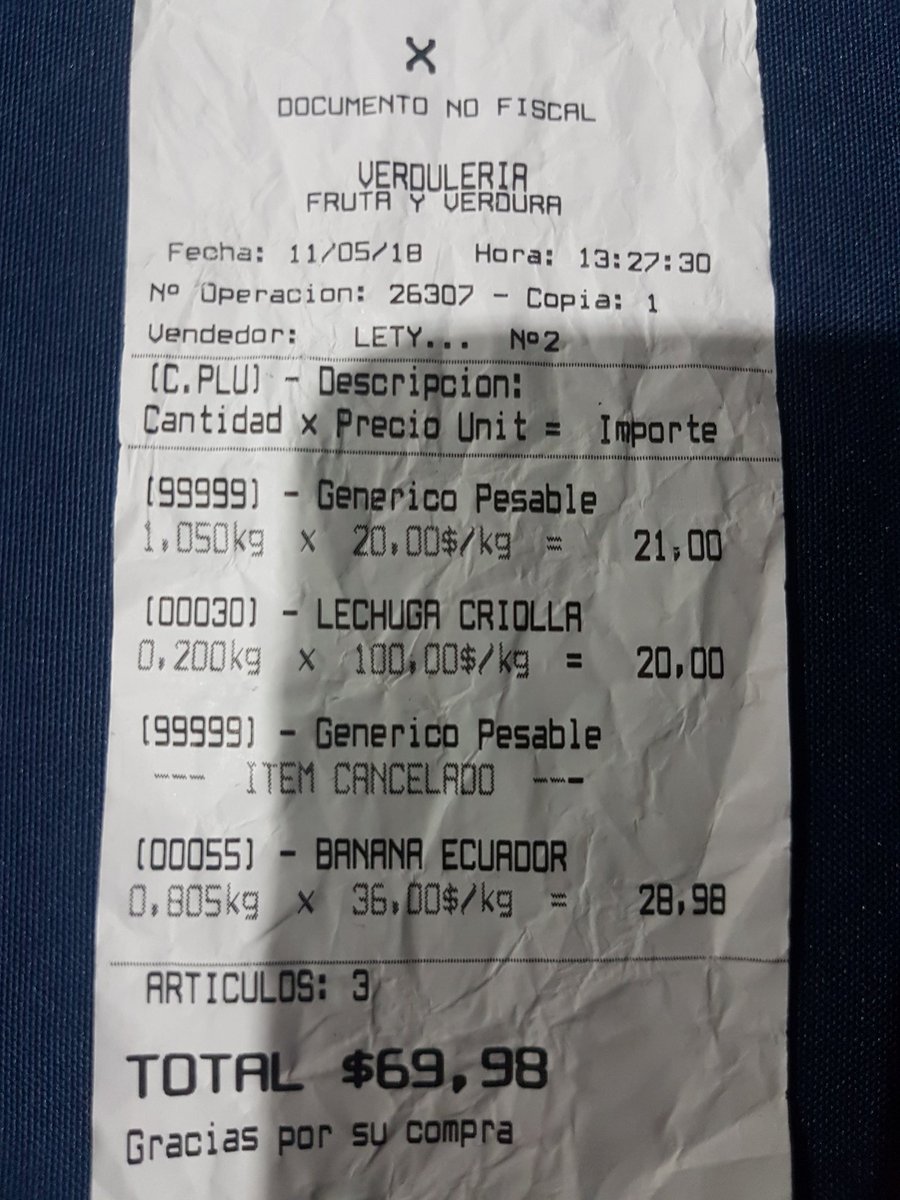 X
DOCUMENTO NO FISCAL
VERDULERIA
FRUTA Y VERDURA
Fecha: 11/05/18 Hora: 13:27:30
Nº Operacion: 26307 - Copia: 1
Vendedor: LETY... Nº2
(C.PLU) - Descripcion:
Cantidad x Precio Unit = Importe
(99999) - Generico Pesable
1,050kg x 20,00$/kg = 21,00
(00030) - LECHUGA CRIOLLA
0,200kg x 100,00$/kg = 20,00
(99999) - Generico Pesable
--- ITEM CANCELADO ---
(00055) - BANANA ECUADOR
0,805kg x 36,00$/kg = 28,98
ARTICULOS: 3
TOTAL $69,98
Gracias por su compra